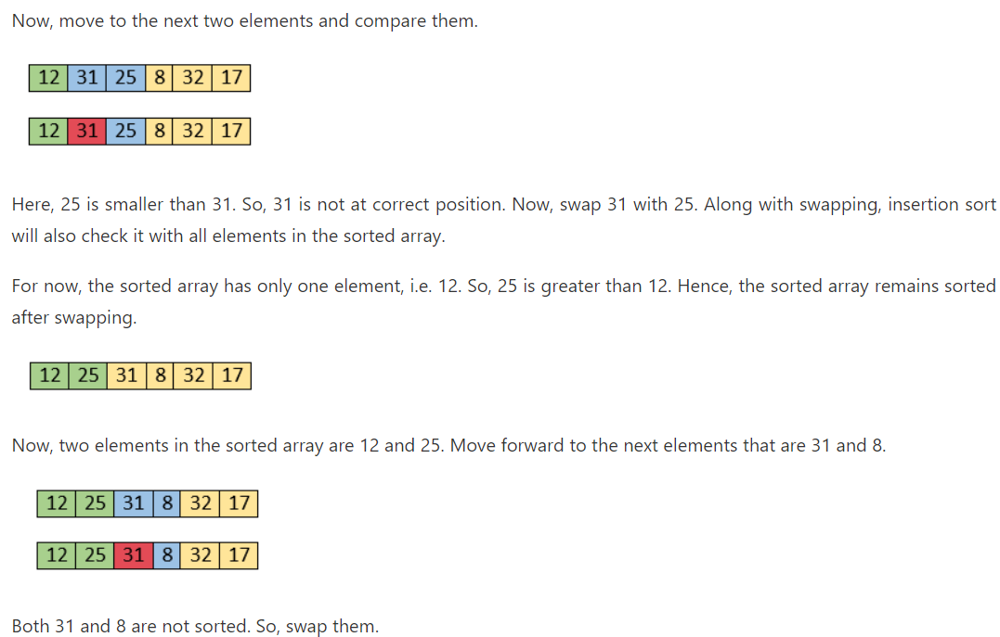 Now, move to the next two elements and compare them.
12 31 25 8 32 17
12 31 25 8 32 17
Here, 25 is smaller than 31. So, 31 is not at correct position. Now, swap 31 with 25. Along with swapping, insertion sort
will also check it with all elements in the sorted array.
For now, the sorted array has only one element, i.e. 12. So, 25 is greater than 12. Hence, the sorted array remains sorted
after swapping.
12 25 31 8 32 17
Now, two elements in the sorted array are 12 and 25. Move forward to the next elements that are 31 and 8.
12 25 31 8 32 17
12 25 31 8 32 17
Both 31 and 8 are not sorted. So, swap them.